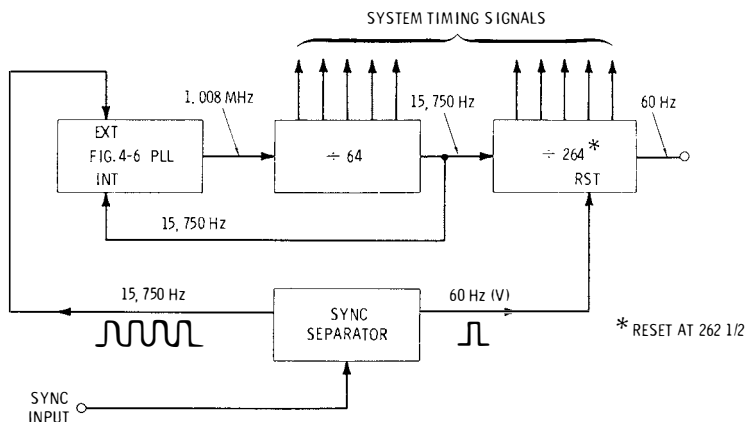 SYSTEM TIMING SIGNALS
1.008 MHz
15,750 Hz
60 Hz
EXT
FIG. 4-6 PLL
INT
÷ 64
÷ 264 *
RST
15,750 Hz
15,750 Hz
60 Hz (V)
SYNC
SEPARATOR
* RESET AT 262 1/2
SYNC
INPUT